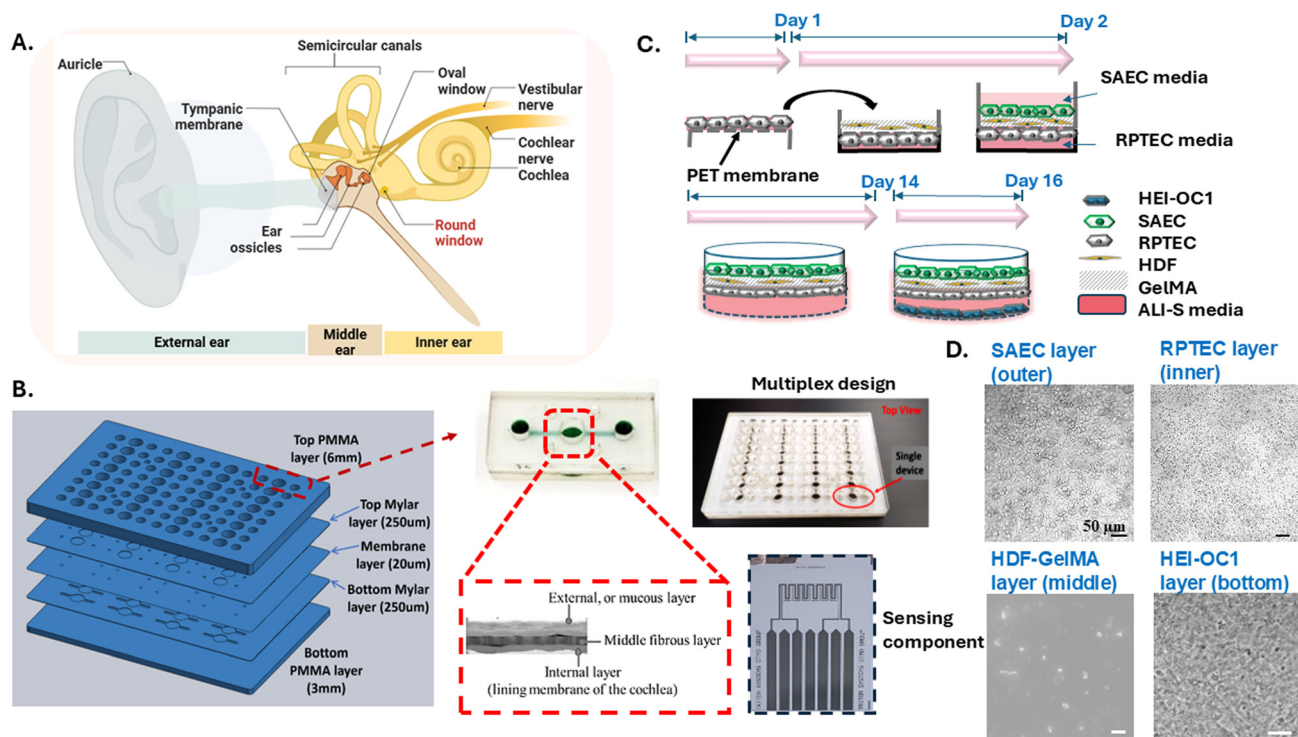 A.
Semicircular canals
Auricle
Oval
window
Vestibular
nerve
Tympanic
membrane
Cochlear
nerve
Cochlea
Ear
ossicles
Round
window
External ear
Middle
ear
Inner ear
B.
Top PMMA
layer (6mm)
Top Mylar
layer (250um)
Membrane
layer (20um)
Bottom Mylar
layer (250um)
Bottom
PMMA layer
(3mm)
Multiplex design
Top View
Single
device
External, or mucous layer
Middle fibrous layer
Internal layer
(lining membrane of the cochlea)
Sensing
component
C.
Day 1
Day 2
SAEC media
RPTEC media
PET membrane
Day 14
Day 16
HEI-OC1
SAEC
RPTEC
HDF
GelMA
ALI-S media
D.
SAEC layer
(outer)
RPTEC layer
(inner)
50 μm
HDF-GelMA
layer (middle)
HEI-OC1
layer (bottom)